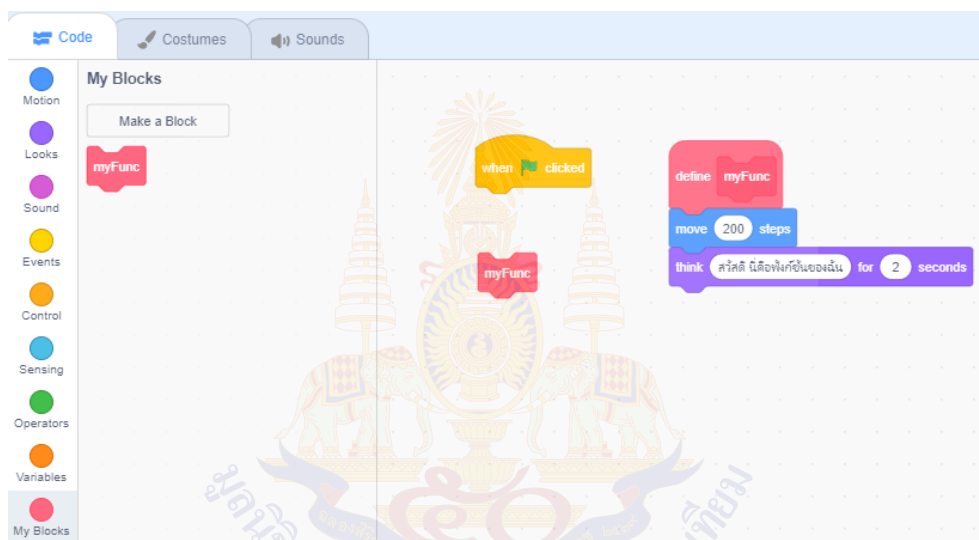 Code
Costumes
Sounds
Motion
Looks
Sound
Events
Control
Sensing
Operators
Variables
My Blocks
My Blocks
Make a Block
myFunc
when clicked
myFunc
define myFunc
move 200 steps
think สวัสดี นี่คือฟังก์ชันของฉัน for 2 seconds